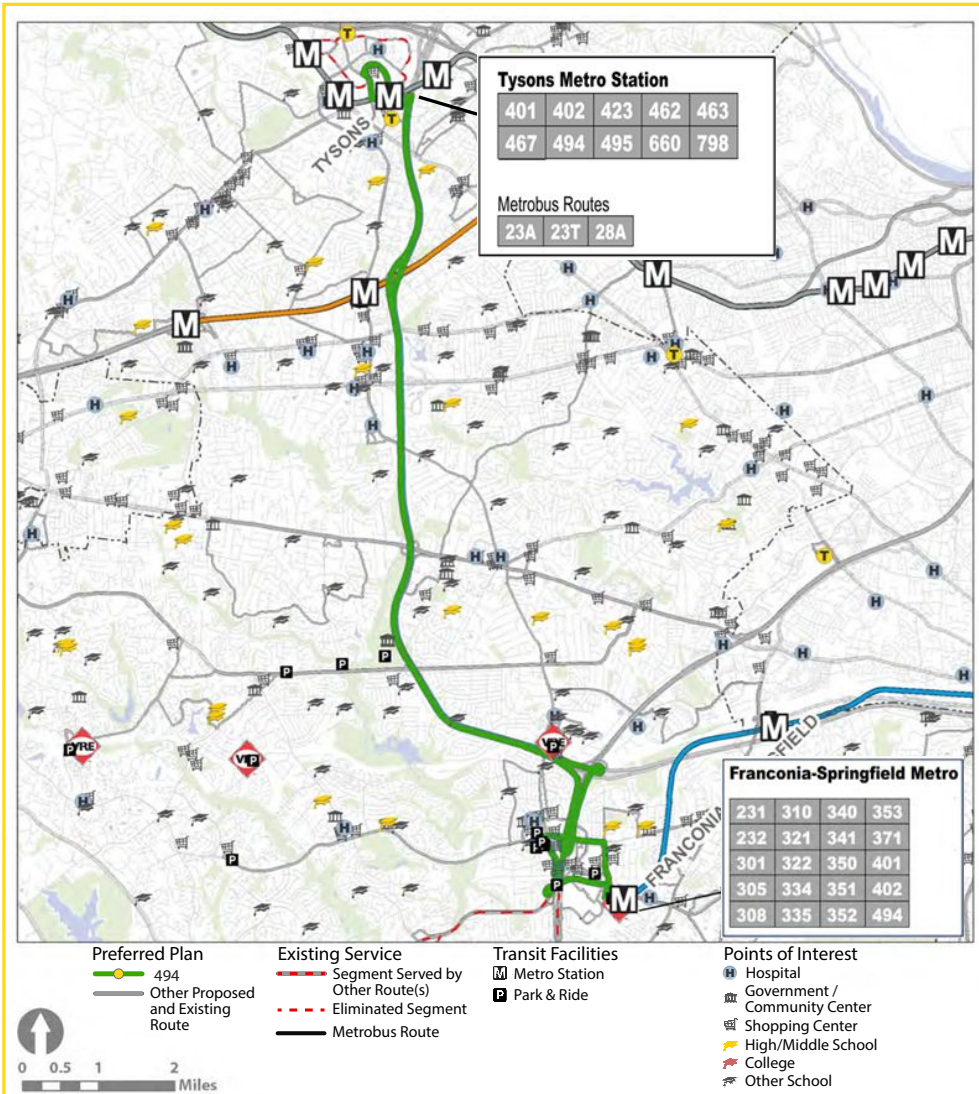 M
T
H
M
M
M
M
T
TYSONS
Tysons Metro Station
401 402 423 462 463
467 494 495 660 798
Metrobus Routes
23A 23T 28A
M
M
M
M
M
M
M
T
T
P
P
P
VRE
P
P
P
M
Franconia-Springfield Metro
231 310 340 353
232 321 341 371
301 322 350 401
305 334 351 402
308 335 352 494
FRANCONIA
M
Preferred Plan
494
Other Proposed
and Existing
Route
Existing Service
Segment Served by
Other Route(s)
Eliminated Segment
Metrobus Route
Transit Facilities
M Metro Station
P Park & Ride
Points of Interest
H Hospital
Government /
Community Center
Shopping Center
High/Middle School
College
Other School
0 0.5 1 2
Miles